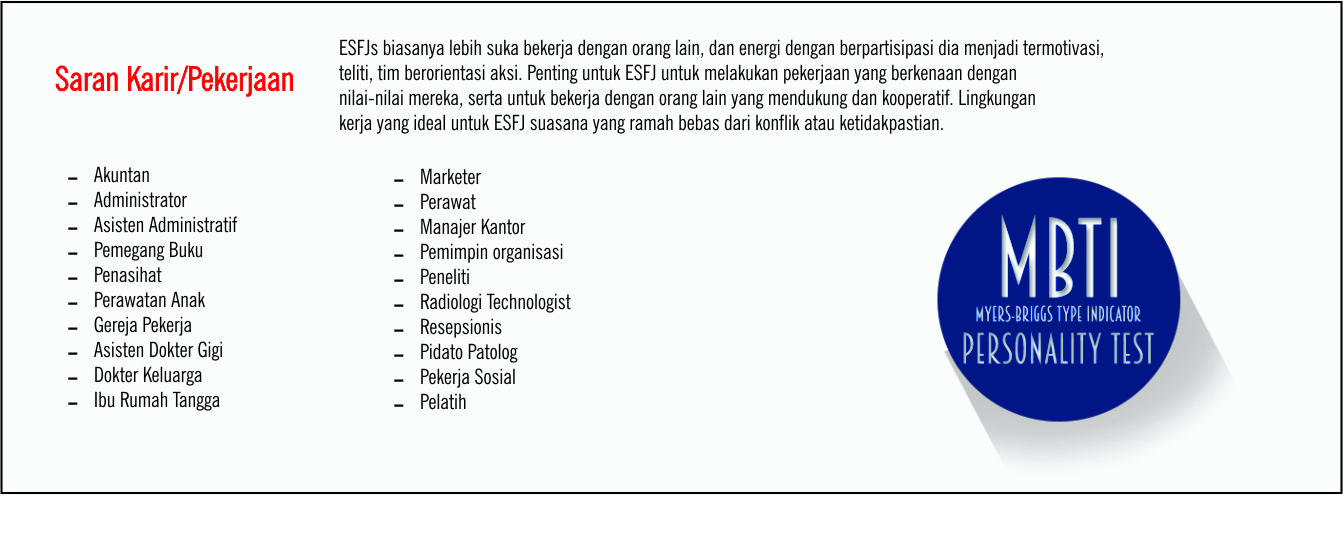 Saran Karir/Pekerjaan
ESFJs biasanya lebih suka bekerja dengan orang lain, dan energi dengan berpartisipasi dia menjadi termotivasi,
teliti, tim berorientasi aksi. Penting untuk ESFJ untuk melakukan pekerjaan yang berkenaan dengan
nilai-nilai mereka, serta untuk bekerja dengan orang lain yang mendukung dan kooperatif. Lingkungan
kerja yang ideal untuk ESFJ suasana yang ramah bebas dari konflik atau ketidakpastian.
- Akuntan
- Administrator
- Asisten Administratif
- Pemegang Buku
- Penasihat
- Perawatan Anak
- Gereja Pekerja
- Asisten Dokter Gigi
- Dokter Keluarga
- Ibu Rumah Tangga
- Marketer
- Perawat
- Manajer Kantor
- Pemimpin organisasi
- Peneliti
- Radiologi Technologist
- Resepsionis
- Pidato Patolog
- Pekerja Sosial
- Pelatih
MBTI
MYERS-BRIGGS TYPE INDICATOR
PERSONALITY TEST